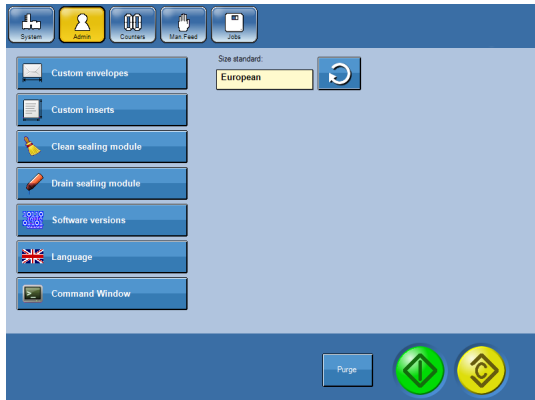 System
Admin
Counters
Man.Feed
Jobs
Size standard:
European
Custom envelopes
Custom inserts
Clean sealing module
Drain sealing module
Software versions
Language
Command Window
Purge
C